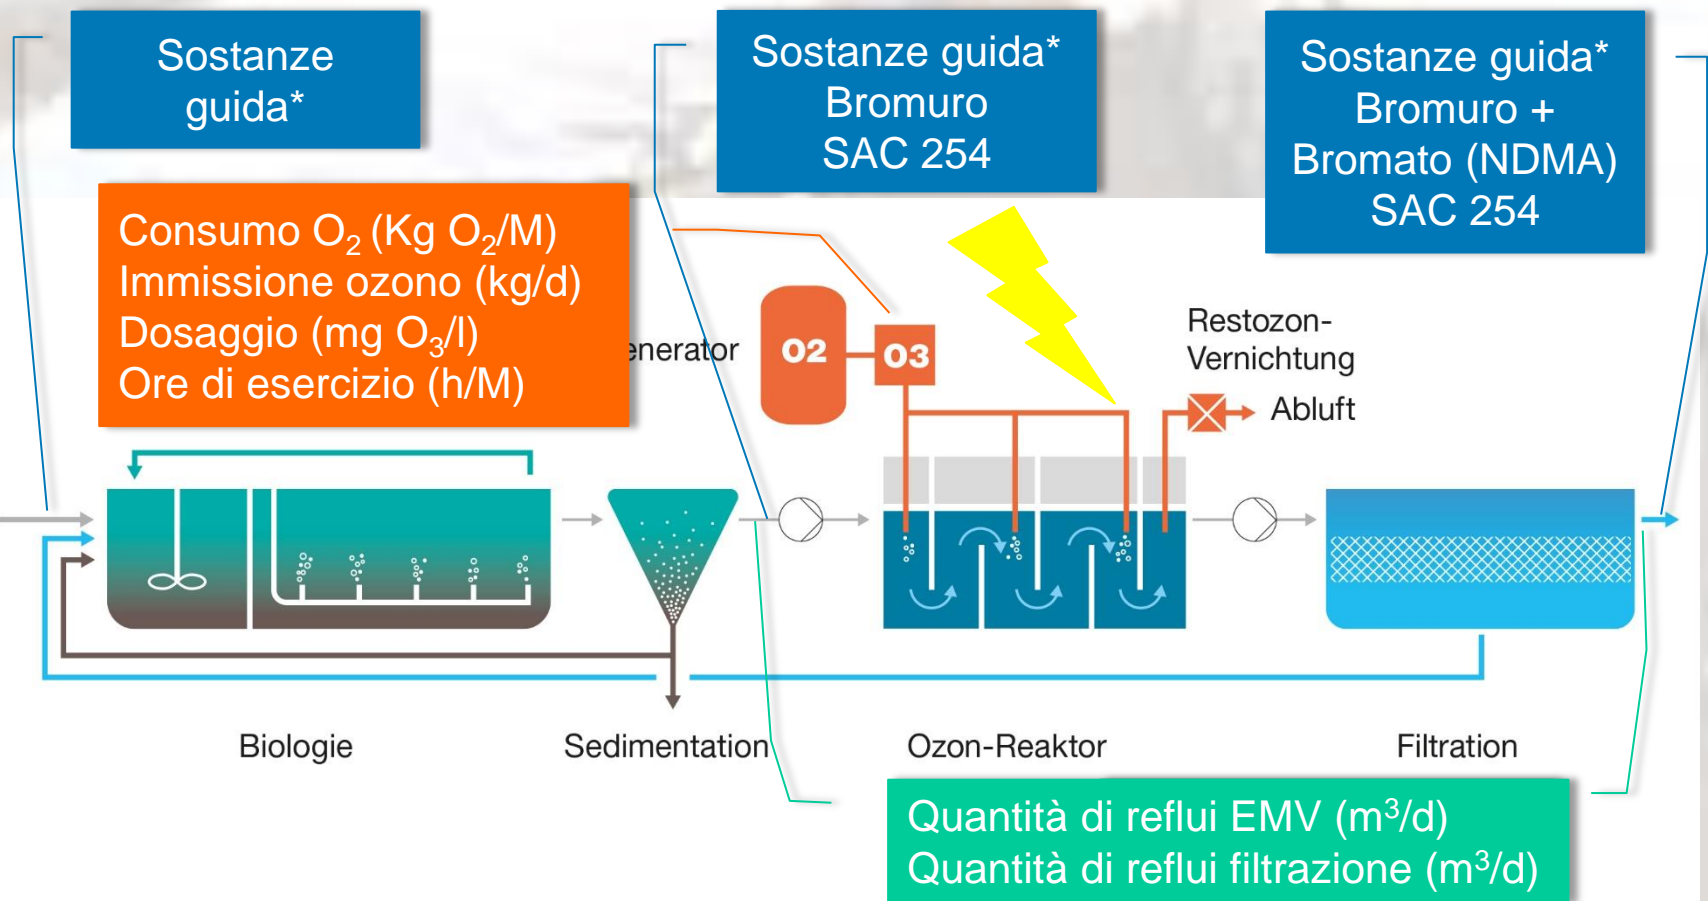 Sostanze
guida*
Sostanze guida*
Bromuro
SAC 254
Sostanze guida*
Bromuro +
Bromato (NDMA)
SAC 254
Consumo O₂ (Kg O₂/M)
Immissione ozono (kg/d)
Dosaggio (mg O₃/l)
Ore di esercizio (h/M)
enerator
O2
O3
Restozon-
Vernichtung
Abluft
Biologie
Sedimentation
Ozon-Reaktor
Filtration
Quantità di reflui EMV (m³/d)
Quantità di reflui filtrazione (m³/d)